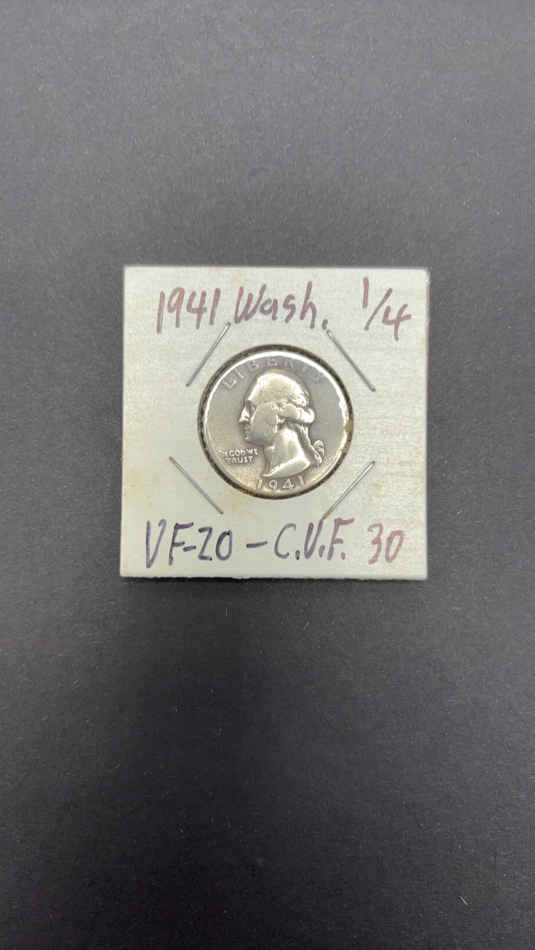 1941 Wash. 1/4
LIBERTY
IN GOD WE
TRUST
1941
VF-20 - C.V.F. 30